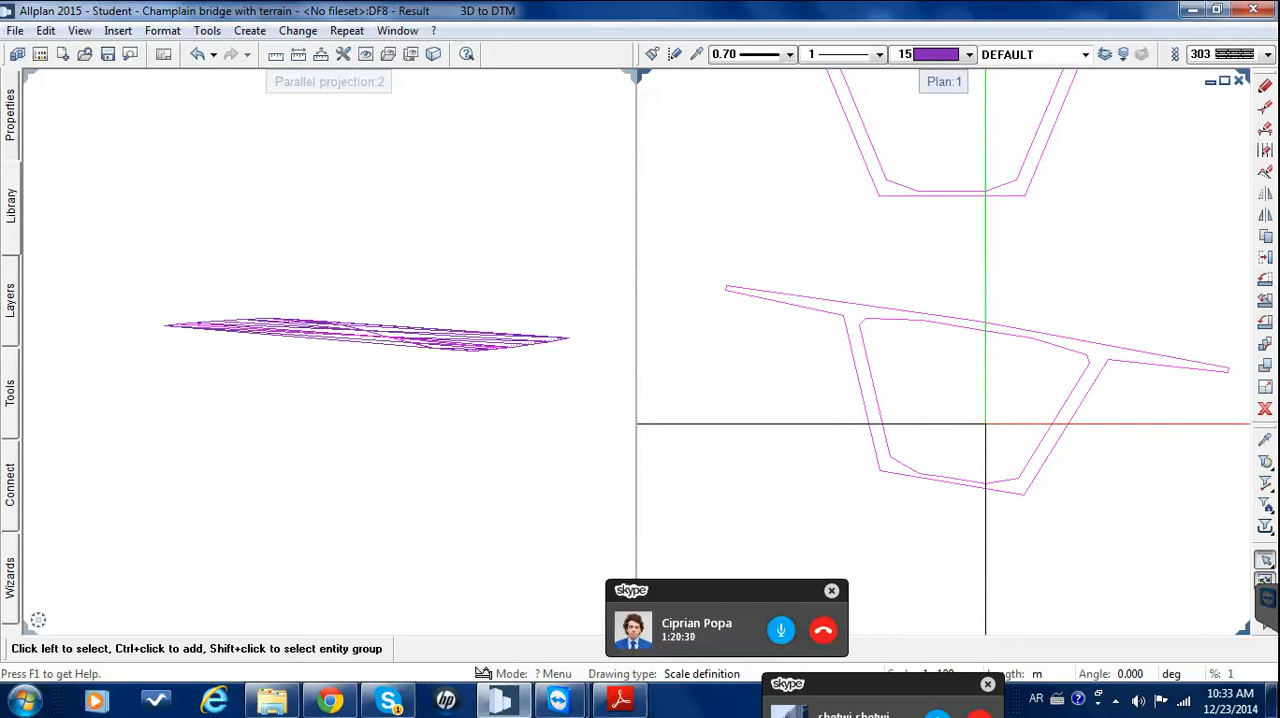 Allplan 2015 - Student - Champlain bridge with terrain - <No fileset>:DF8 - Result 3D to DTM
File Edit View Insert Format Tools Create Change Repeat Window ?
0.70 1 15 DEFAULT 303
Parallel projection:2
Plan:1
Properties
Library
Layers
Tools
Connect
Wizards
skype
Ciprian Popa
1:20:30
Click left to select, Ctrl+click to add, Shift+click to select entity group
Press F1 to get Help. Mode: ? Menu Drawing type: Scale definition Length: m Angle: 0.000 deg %: 1
skype
AR
10:33 AM
12/23/2014